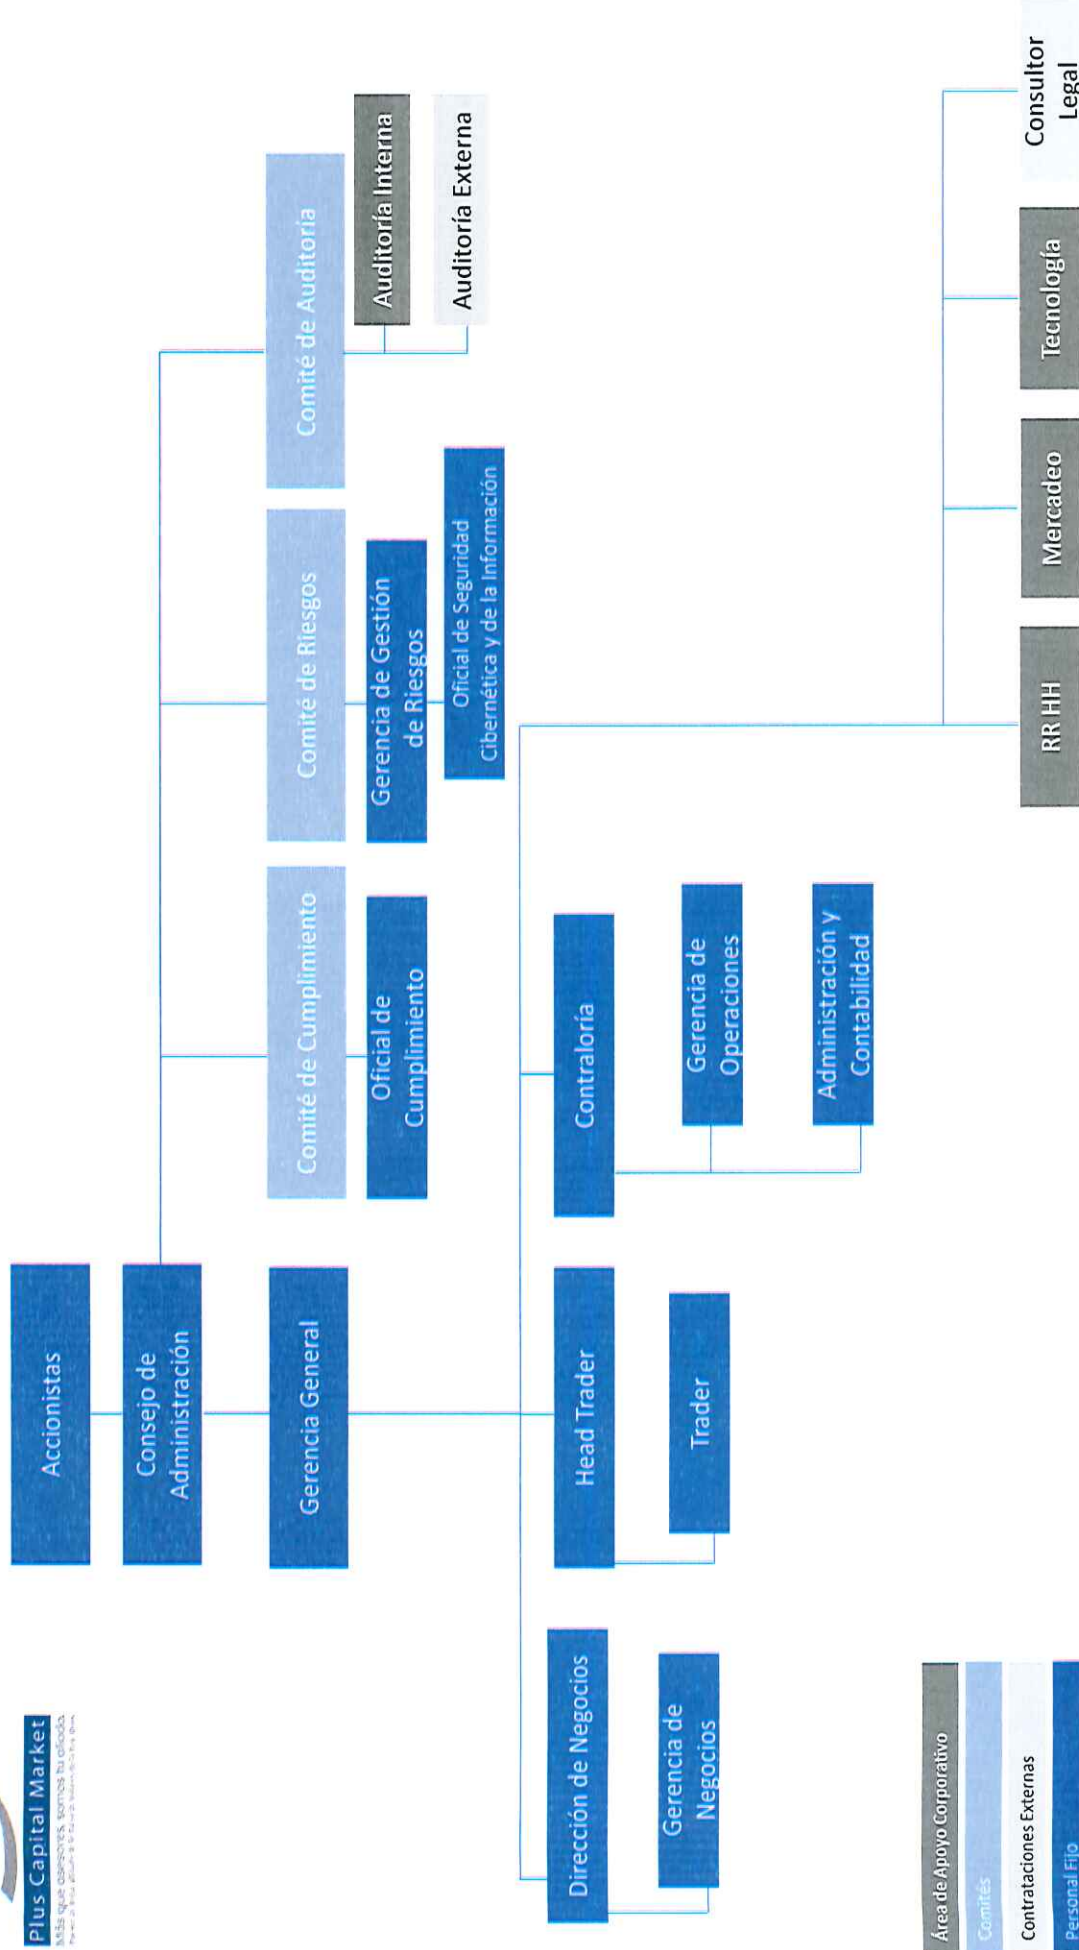 Plus Capital Market
Más que asesores, somos tu aliado.
Accionistas
Consejo de
Administración
Gerencia General
Comité de Cumplimiento
Comité de Riesgos
Comité de Auditoria
Oficial de
Cumplimiento
Gerencia de Gestión
de Riesgos
Oficial de Seguridad
Cibernética y de la Información
Auditoría Interna
Auditoría Externa
Dirección de Negocios
Gerencia de
Negocios
Head Trader
Trader
Contraloría
Gerencia de
Operaciones
Administración y
Contabilidad
RR HH
Mercadeo
Tecnología
Consultor
Legal
Área de Apoyo Corporativo
Comités
Contrataciones Externas
Personal Fijo